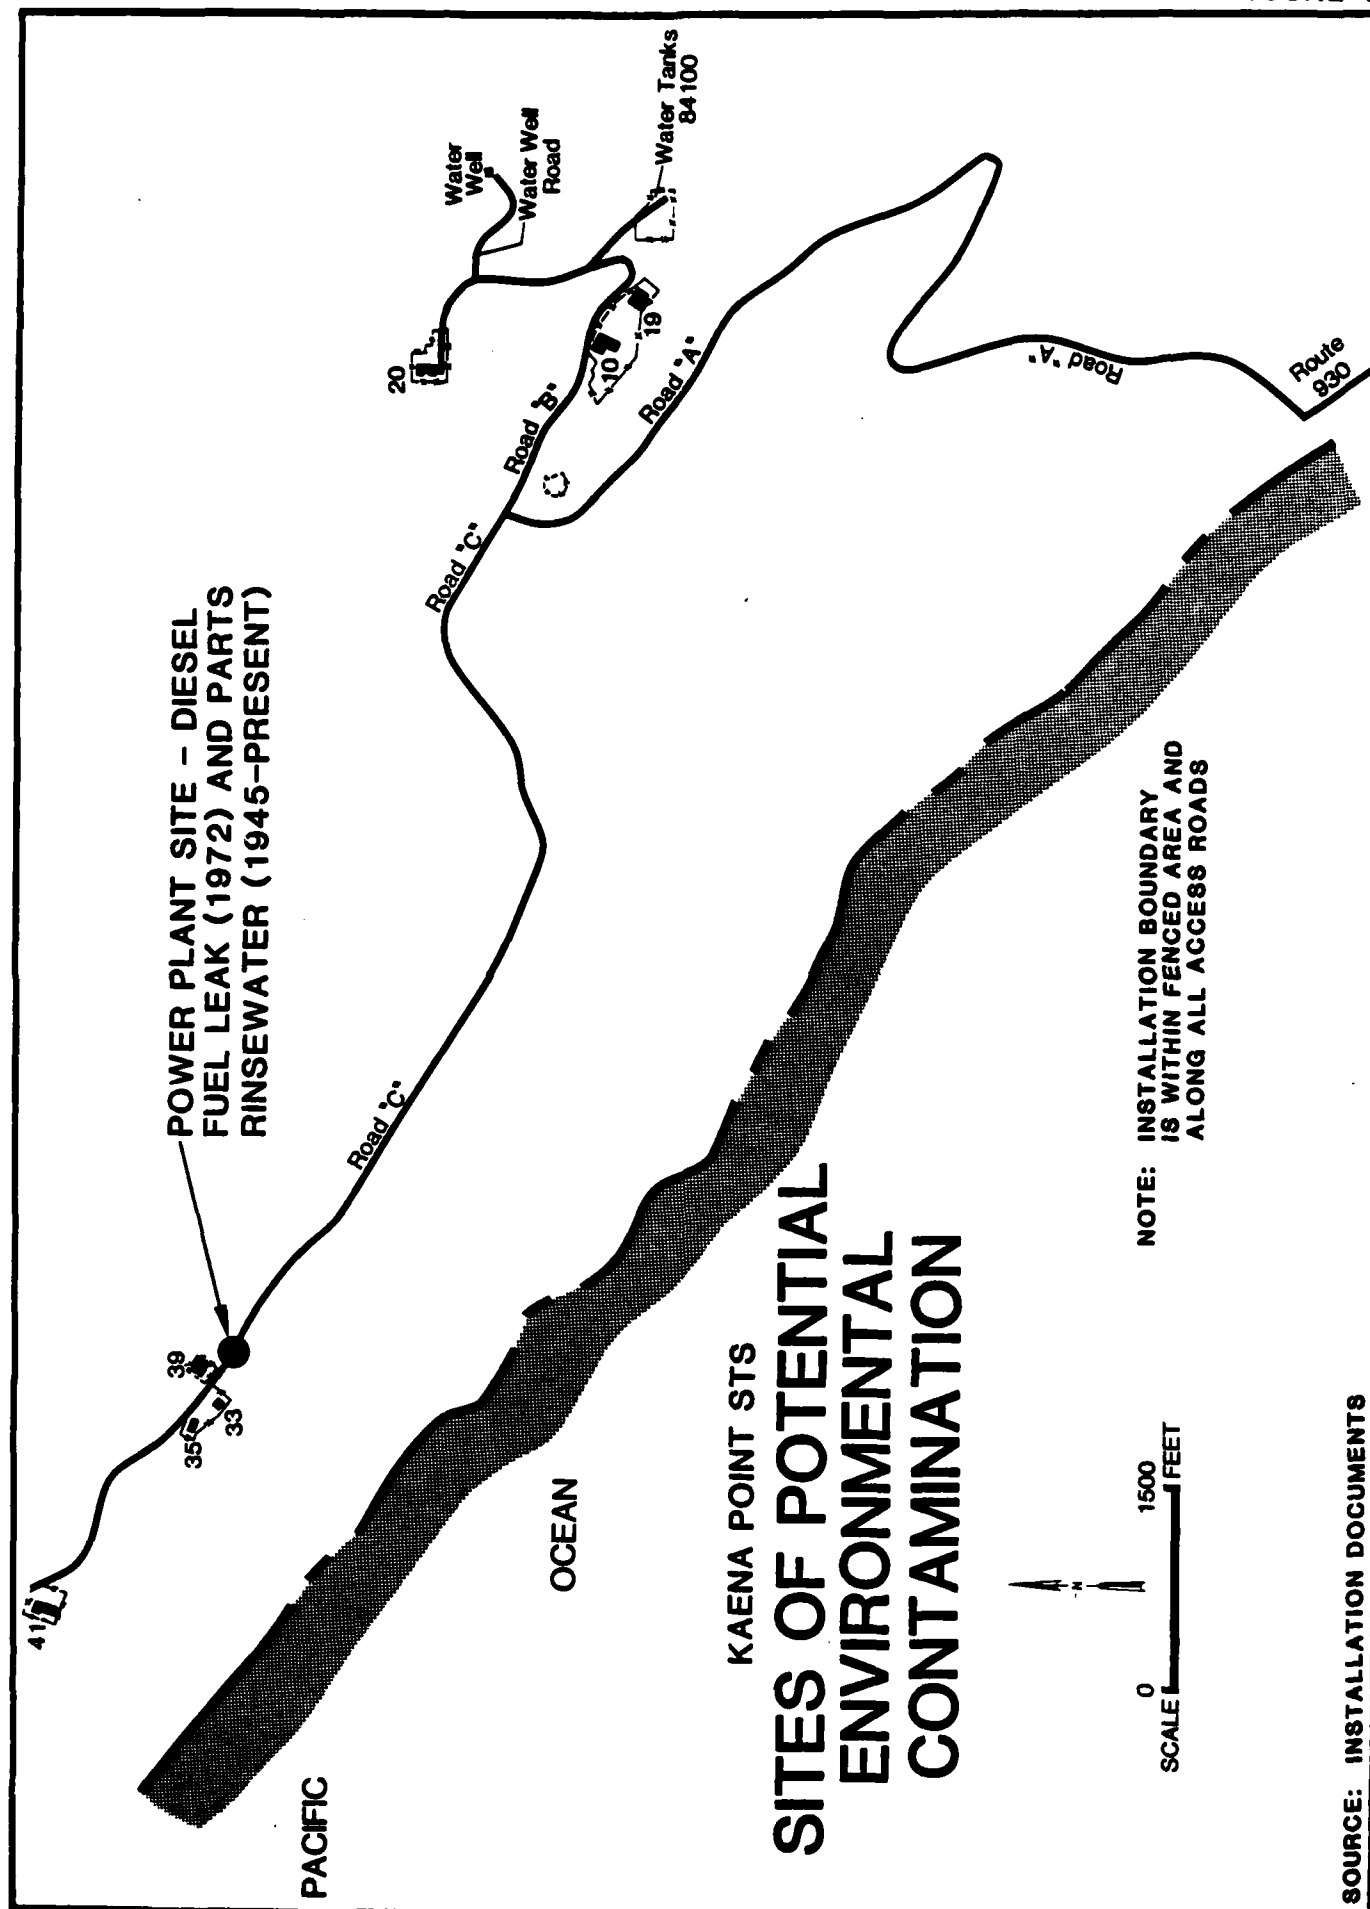 KAENA POINT STS
SITES OF POTENTIAL
ENVIRONMENTAL
CONTAMINATION
POWER PLANT SITE - DIESEL
FUEL LEAK (1972) AND PARTS
RINSEWATER (1945-PRESENT)
41
35
33
39
Road "C"
Road "C"
Road "B"
Road "A"
Road "A"
20
10
19
Water
Well
Water Well
Road
Water Tanks
84100
Route
930
PACIFIC
OCEAN
N
0
1500
SCALE
FEET
NOTE: INSTALLATION BOUNDARY
IS WITHIN FENCED AREA AND
ALONG ALL ACCESS ROADS
SOURCE: INSTALLATION DOCUMENTS